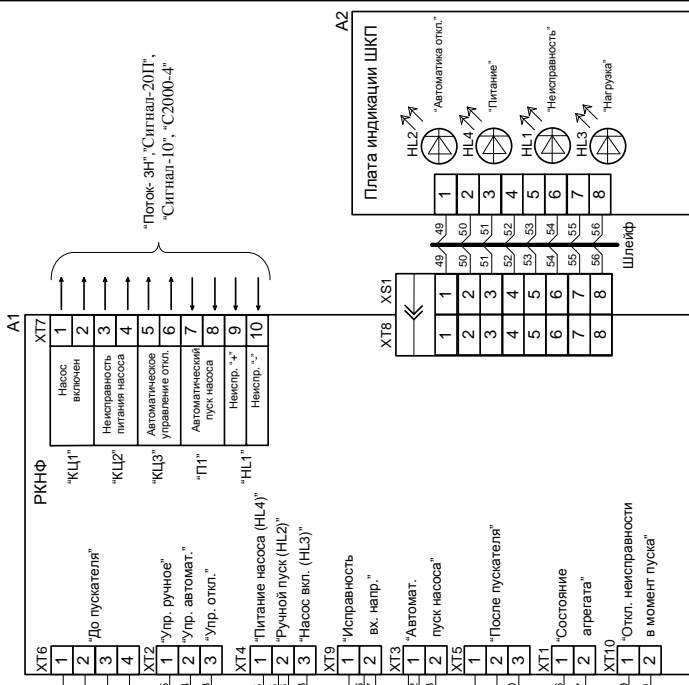 A1
РКНФ
XT7
"КЦ1"
Насос
включен
1
2
"КЦ2"
Неисправность
питания насоса
3
4
"КЦ3"
Автоматическое
управление откл.
5
6
"П1"
Автоматический
пуск насоса
7
8
"HL1"
Неиспр. "+"
9
Неиспр. "-"
10
"Поток- 3Н","Сигнал-20П",
"Сигнал-10", "С2000-4"
XT6
1
2
3
4
"До пускателя"
XT2
1 "Упр. ручное"
2 "Упр. автомат."
3 "Упр. откл."
XT4
1 "Питание насоса (HL4)"
2 "Ручной пуск (HL2)"
3 "Насос вкл. (HL3)"
XT9
1 "Исправность
2 вх. напр."
XT3
1 "Автомат.
2 пуск насоса"
XT5
1
2
3
"После пускателя"
XT1
1 "Состояние
2 агрегата"
XT10
1 "Откл. неисправности
2 в момент пуска"
XT8
XS1
1 1 49 49 1
2 2 50 50 2
3 3 51 51 3
4 4 52 52 4
5 5 53 53 5
6 6 54 54 6
7 7 55 55 7
8 8 56 56 8
Шлейф
A2
Плата индикации ШКП
HL2
"Автоматика откл."
HL4
"Питание"
HL1
"Неисправность"
HL3
"Нагрузка"